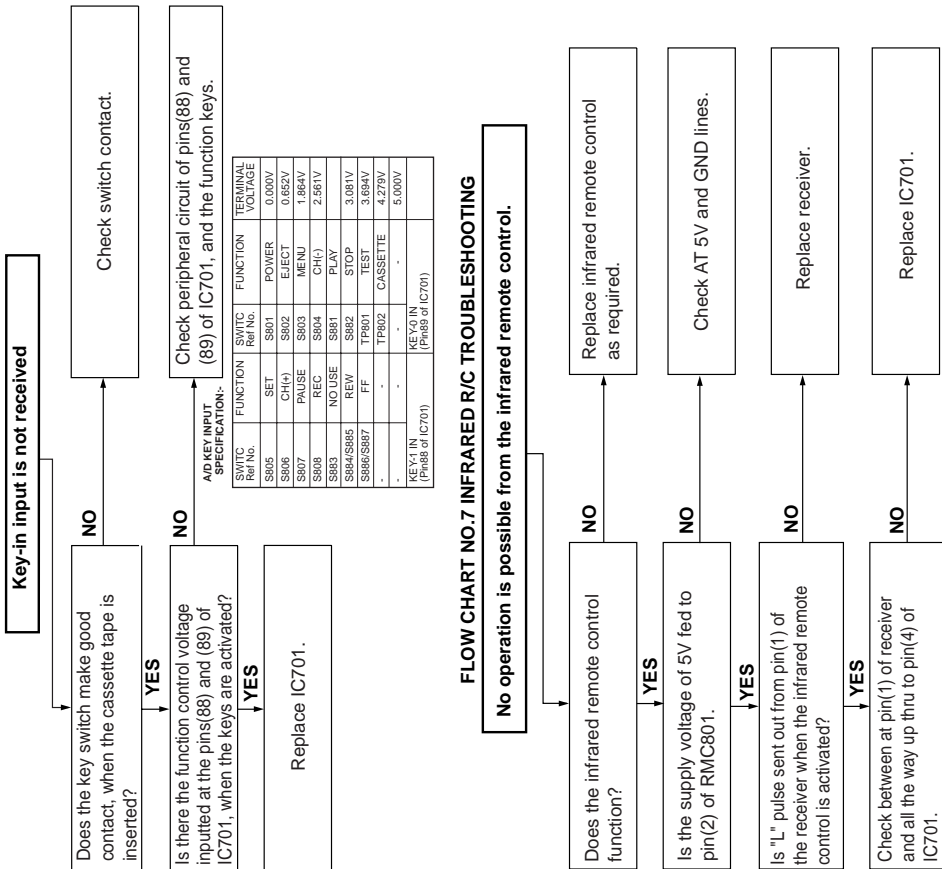 Key-in input is not received
Does the key switch make good
contact, when the cassette tape is
inserted?
NO
Check switch contact.
YES
Is there the function control voltage
inputted at the pins(88) and (89) of
IC701, when the keys are activated?
NO
Check peripheral circuit of pins(88) and
(89) of IC701, and the function keys.
YES
Replace IC701.
A/D KEY INPUT
SPECIFICATION:-
SWITC Ref No. FUNCTION SWITC Ref No. FUNCTION TERMINAL VOLTAGE
S805 SET S801 POWER 0.000V
S806 CH(+) S802 EJECT 0.652V
S807 PAUSE S803 MENU 1.864V
S808 REC S804 CH(-) 2.561V
S883 NO USE S881 PLAY
S884/S885 REW S882 STOP 3.081V
S886/S887 FF TP801 TEST 3.694V
- - TP802 CASSETTE 4.279V
- - - - 5.000V
KEY-1 IN KEY-0 IN
(Pin88 of IC701) (Pin89 of IC701)
FLOW CHART NO.7 INFRARED R/C TROUBLESHOOTING
No operation is possible from the infrared remote control.
Does the infrared remote control
function?
NO
Replace infrared remote control
as required.
YES
Is the supply voltage of 5V fed to
pin(2) of RMC801.
NO
Check AT 5V and GND lines.
YES
Is "L" pulse sent out from pin(1) of
the receiver when the infrared remote
control is activated?
NO
Replace receiver.
YES
Check between at pin(1) of receiver
and all the way up thru to pin(4) of
IC701.
NO
Replace IC701.